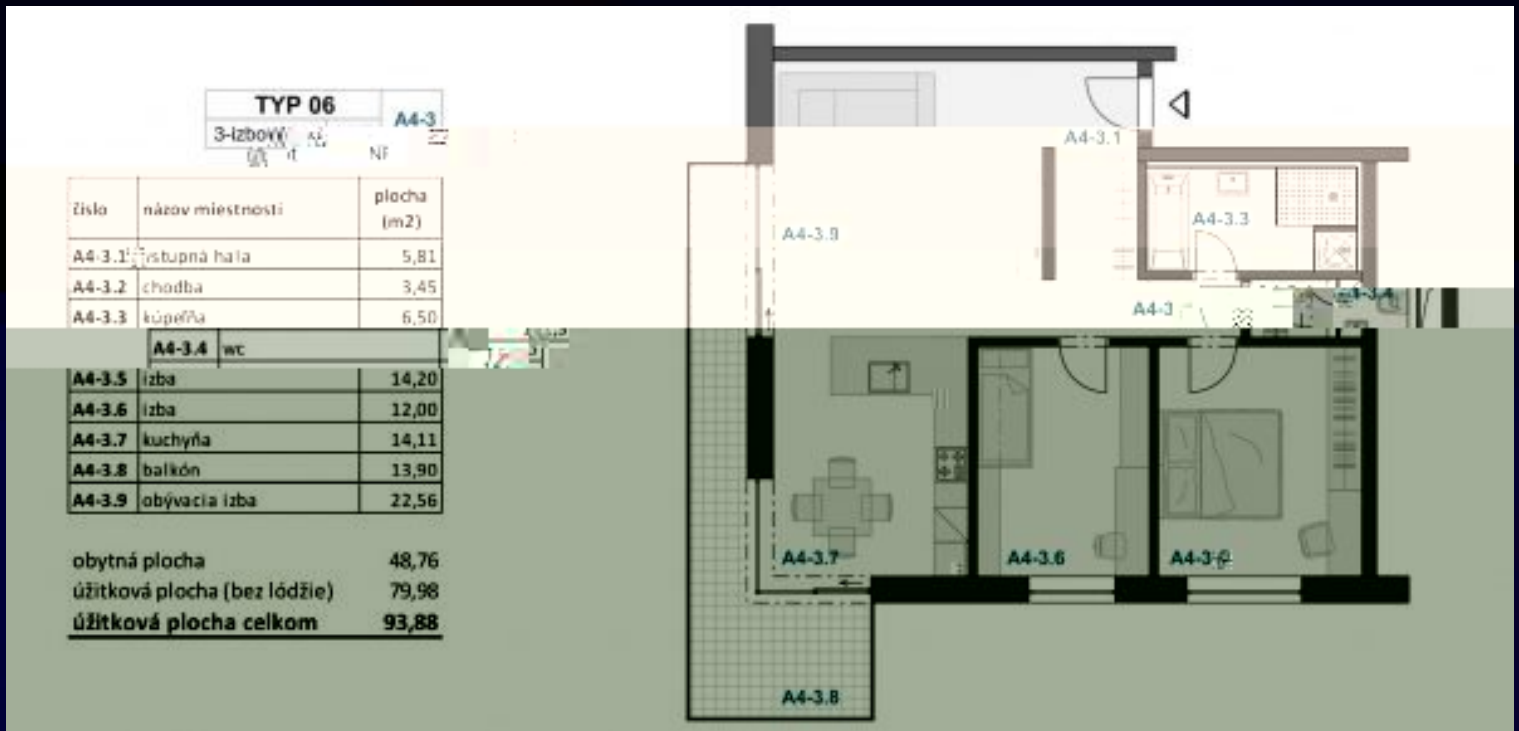 TYP 06
A4-3
číslo názov miestnosti plocha (m2)
A4-3.1 vstupná hala 5,81
A4-3.2 chodba 3,45
A4-3.3 kúpeľňa 6,50
A4-3.4 wc
A4-3.5 izba 14,20
A4-3.6 izba 12,00
A4-3.7 kuchyňa 14,11
A4-3.8 balkón 13,90
A4-3.9 obývacia izba 22,56
obytná plocha 48,76
úžitková plocha (bez lódžie) 79,98
úžitková plocha celkom 93,88
A4-3.1
A4-3.3
A4-3.9
A4-3
A4-3.7
A4-3.6
A4-3.8